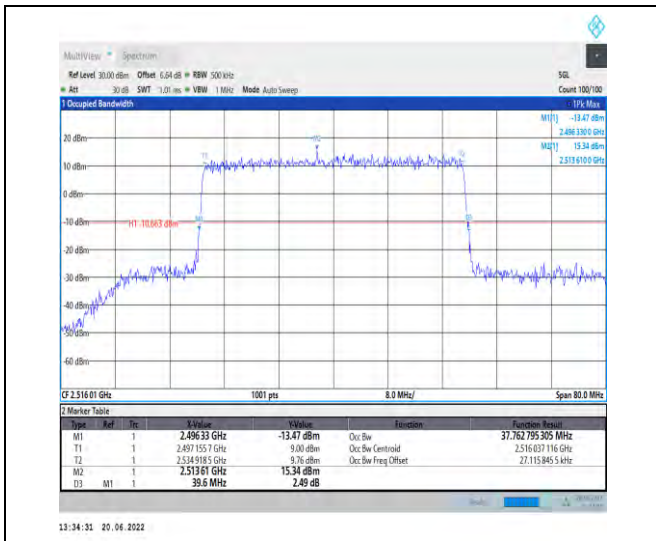 MultiView Spectrum
Ref Level 30.00 dBm Offset 6.64 dB RBW 500 kHz SGL
Att 30 dB SWT 1.01 ms VBW 1 MHz Mode Auto Sweep Count 100/100
1 Occupied Bandwidth 1Pk Max
M1[1] -13.47 dBm
2.496 3300 GHz
M2[1] 15.34 dBm
2.513 6100 GHz
20 dBm
M2
T1 T2
10 dBm
0 dBm
-10 dBm
H1 -10.663 dBm
M1 D3
-20 dBm
-30 dBm
-40 dBm
-50 dBm
-60 dBm
CF 2.516 01 GHz 1001 pts 8.0 MHz/ Span 80.0 MHz
2 Marker Table
Type Ref Trc X-Value Y-Value Function Function Result
M1 1 2.496 33 GHz -13.47 dBm Occ Bw 37.762 795 305 MHz
T1 1 2.497 155 7 GHz 9.00 dBm Occ Bw Centroid 2.516 037 116 GHz
T2 1 2.534 918 5 GHz 9.76 dBm Occ Bw Freq Offset 27.115 845 5 kHz
M2 1 2.513 61 GHz 15.34 dBm
D3 M1 1 39.6 MHz 2.49 dB
13:34:31 20.06.2022